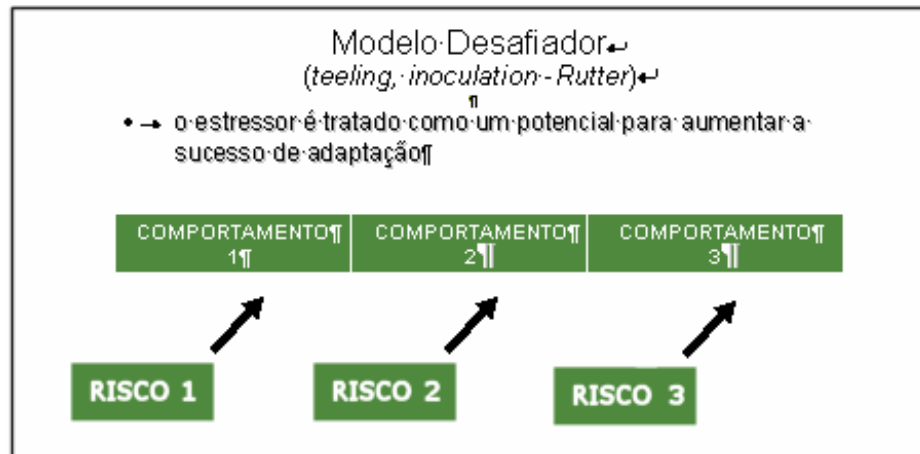 Modelo Desafiador
(teeling, inoculation - Rutter)
• o estressor é tratado como um potencial para aumentar a
sucesso de adaptação
COMPORTAMENTO COMPORTAMENTO COMPORTAMENTO
1 2 3
RISCO 1 RISCO 2 RISCO 3